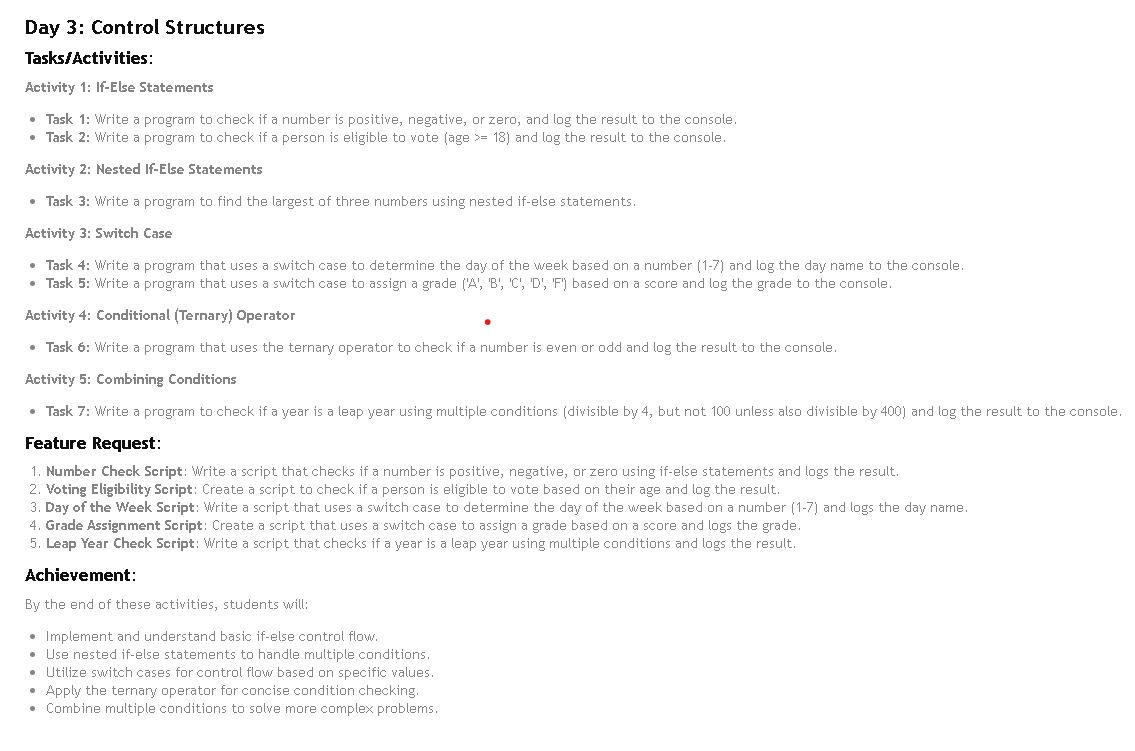 Day 3: Control Structures
Tasks/Activities:
Activity 1: If-Else Statements
• Task 1: Write a program to check if a number is positive, negative, or zero, and log the result to the console.
• Task 2: Write a program to check if a person is eligible to vote (age >= 18) and log the result to the console.
Activity 2: Nested If-Else Statements
• Task 3: Write a program to find the largest of three numbers using nested if-else statements.
Activity 3: Switch Case
• Task 4: Write a program that uses a switch case to determine the day of the week based on a number (1-7) and log the day name to the console.
• Task 5: Write a program that uses a switch case to assign a grade ('A', 'B', 'C', 'D', 'F') based on a score and log the grade to the console.
Activity 4: Conditional (Ternary) Operator
• Task 6: Write a program that uses the ternary operator to check if a number is even or odd and log the result to the console.
Activity 5: Combining Conditions
• Task 7: Write a program to check if a year is a leap year using multiple conditions (divisible by 4, but not 100 unless also divisible by 400) and log the result to the console.
Feature Request:
1. Number Check Script: Write a script that checks if a number is positive, negative, or zero using if-else statements and logs the result.
2. Voting Eligibility Script: Create a script to check if a person is eligible to vote based on their age and log the result.
3. Day of the Week Script: Write a script that uses a switch case to determine the day of the week based on a number (1-7) and logs the day name.
4. Grade Assignment Script: Create a script that uses a switch case to assign a grade based on a score and logs the grade.
5. Leap Year Check Script: Write a script that checks if a year is a leap year using multiple conditions and logs the result.
Achievement:
By the end of these activities, students will:
• Implement and understand basic if-else control flow.
• Use nested if-else statements to handle multiple conditions.
• Utilize switch cases for control flow based on specific values.
• Apply the ternary operator for concise condition checking.
• Combine multiple conditions to solve more complex problems.